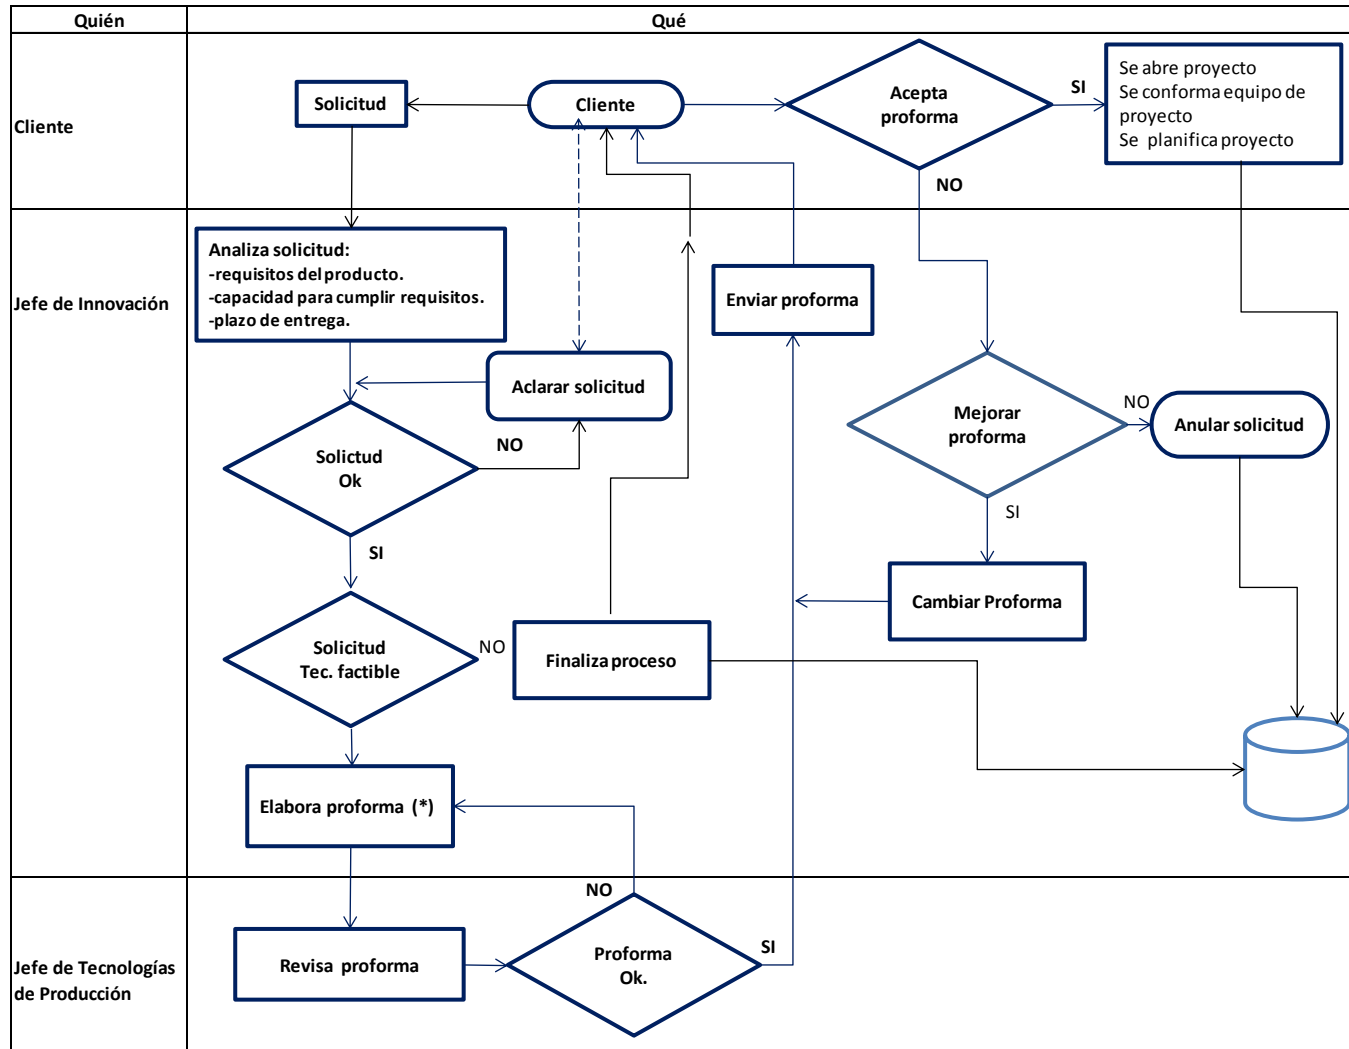 Quién
Qué
Cliente
Solicitud
Cliente
Acepta
proforma
SI
Se abre proyecto
Se conforma equipo de
proyecto
Se planifica proyecto
NO
Jefe de Innovación
Analiza solicitud:
-requisitos del producto.
-capacidad para cumplir requisitos.
-plazo de entrega.
Enviar proforma
Aclarar solicitud
NO
Solictud
Ok
SI
Mejorar
proforma
NO
Anular solicitud
SI
Cambiar Proforma
Solicitud
Tec. factible
NO
Finaliza proceso
Elabora proforma (*)
Jefe de Tecnologías
de Producción
Revisa proforma
NO
Proforma
Ok.
SI